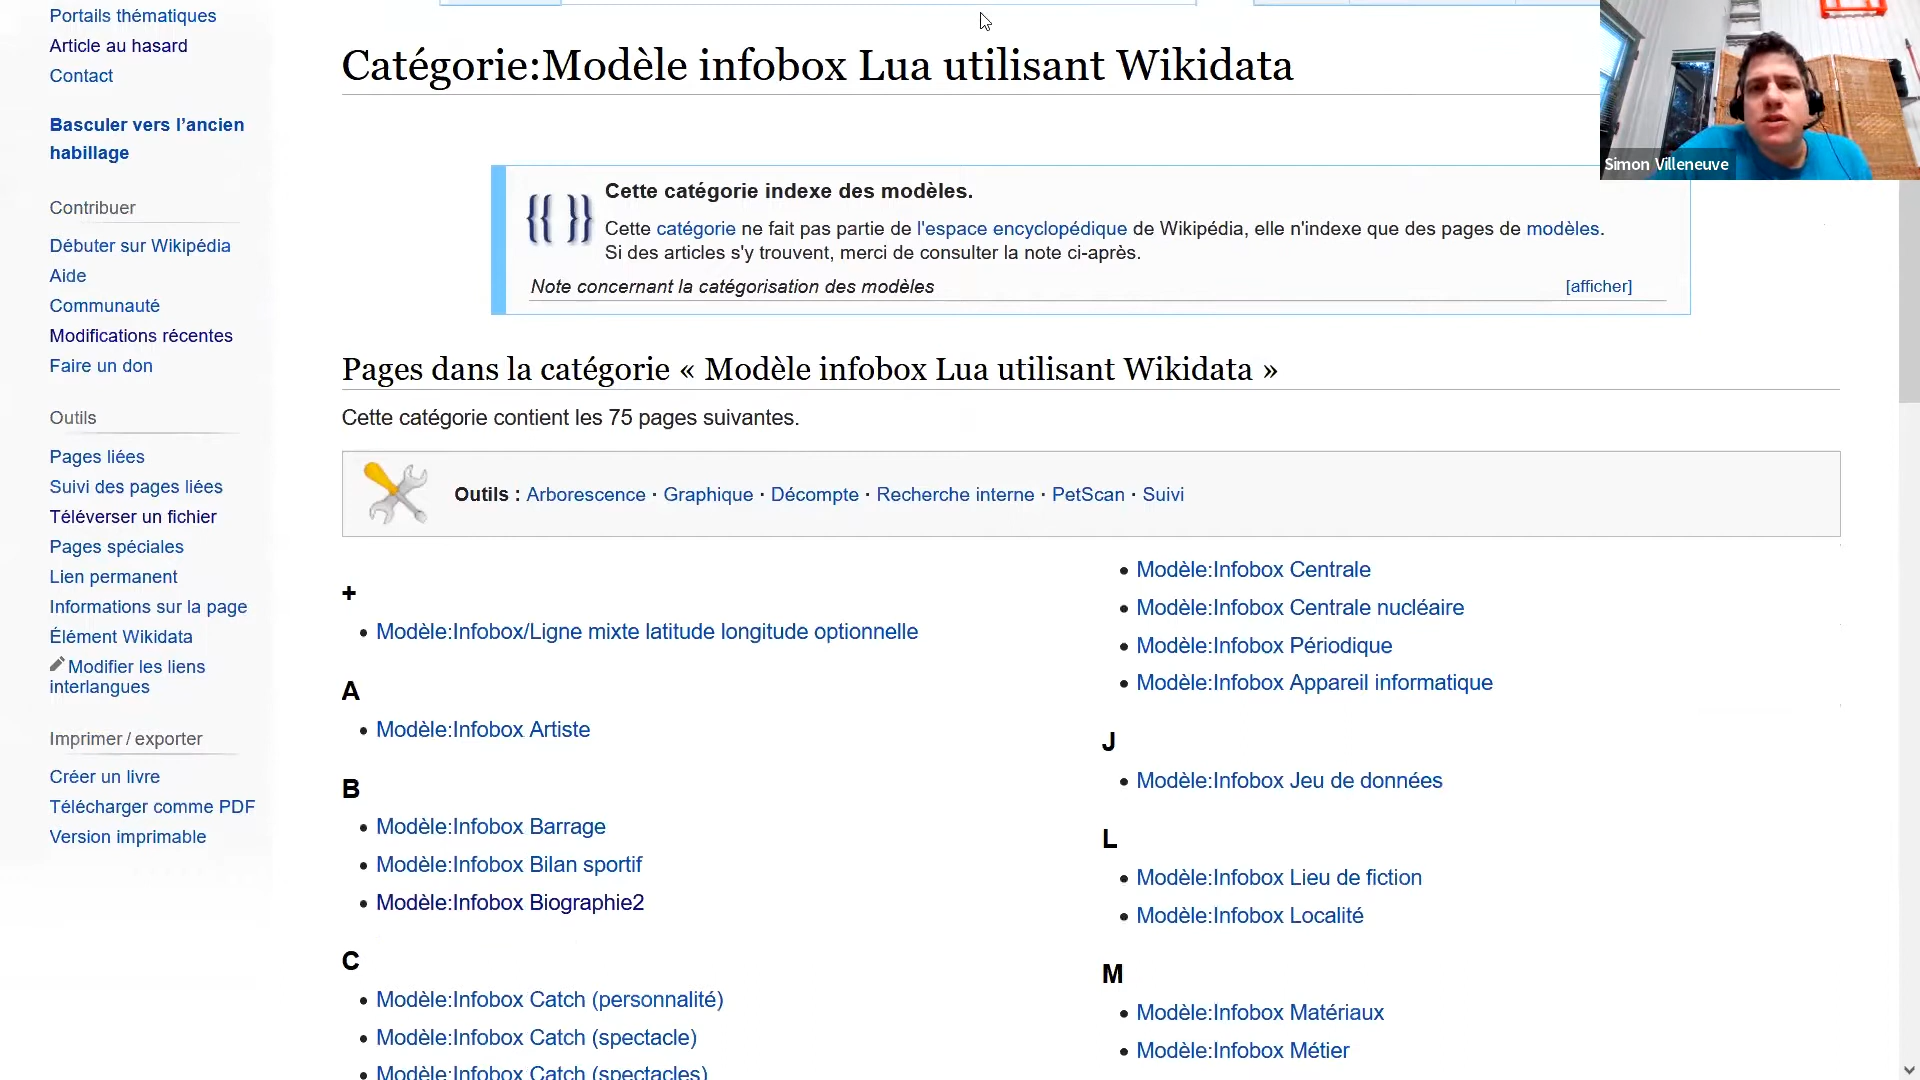 Portails thématiques
Article au hasard
Contact
Basculer vers l’ancien
habillage
Contribuer
Débuter sur Wikipédia
Aide
Communauté
Modifications récentes
Faire un don
Outils
Pages liées
Suivi des pages liées
Téléverser un fichier
Pages spéciales
Lien permanent
Informations sur la page
Élément Wikidata
Modifier les liens
interlangues
Imprimer / exporter
Créer un livre
Télécharger comme PDF
Version imprimable
Catégorie:Modèle infobox Lua utilisant Wikidata
Simon Villeneuve
{{ }}
Cette catégorie indexe des modèles.
Cette catégorie ne fait pas partie de l'espace encyclopédique de Wikipédia, elle n'indexe que des pages de modèles.
Si des articles s'y trouvent, merci de consulter la note ci-après.
Note concernant la catégorisation des modèles [afficher]
Pages dans la catégorie « Modèle infobox Lua utilisant Wikidata »
Cette catégorie contient les 75 pages suivantes.
Outils : Arborescence · Graphique · Décompte · Recherche interne · PetScan · Suivi
+
• Modèle:Infobox/Ligne mixte latitude longitude optionnelle
A
• Modèle:Infobox Artiste
B
• Modèle:Infobox Barrage
• Modèle:Infobox Bilan sportif
• Modèle:Infobox Biographie2
C
• Modèle:Infobox Catch (personnalité)
• Modèle:Infobox Catch (spectacle)
• Modèle:Infobox Catch (spectacles)
• Modèle:Infobox Centrale
• Modèle:Infobox Centrale nucléaire
• Modèle:Infobox Périodique
• Modèle:Infobox Appareil informatique
J
• Modèle:Infobox Jeu de données
L
• Modèle:Infobox Lieu de fiction
• Modèle:Infobox Localité
M
• Modèle:Infobox Matériaux
• Modèle:Infobox Métier